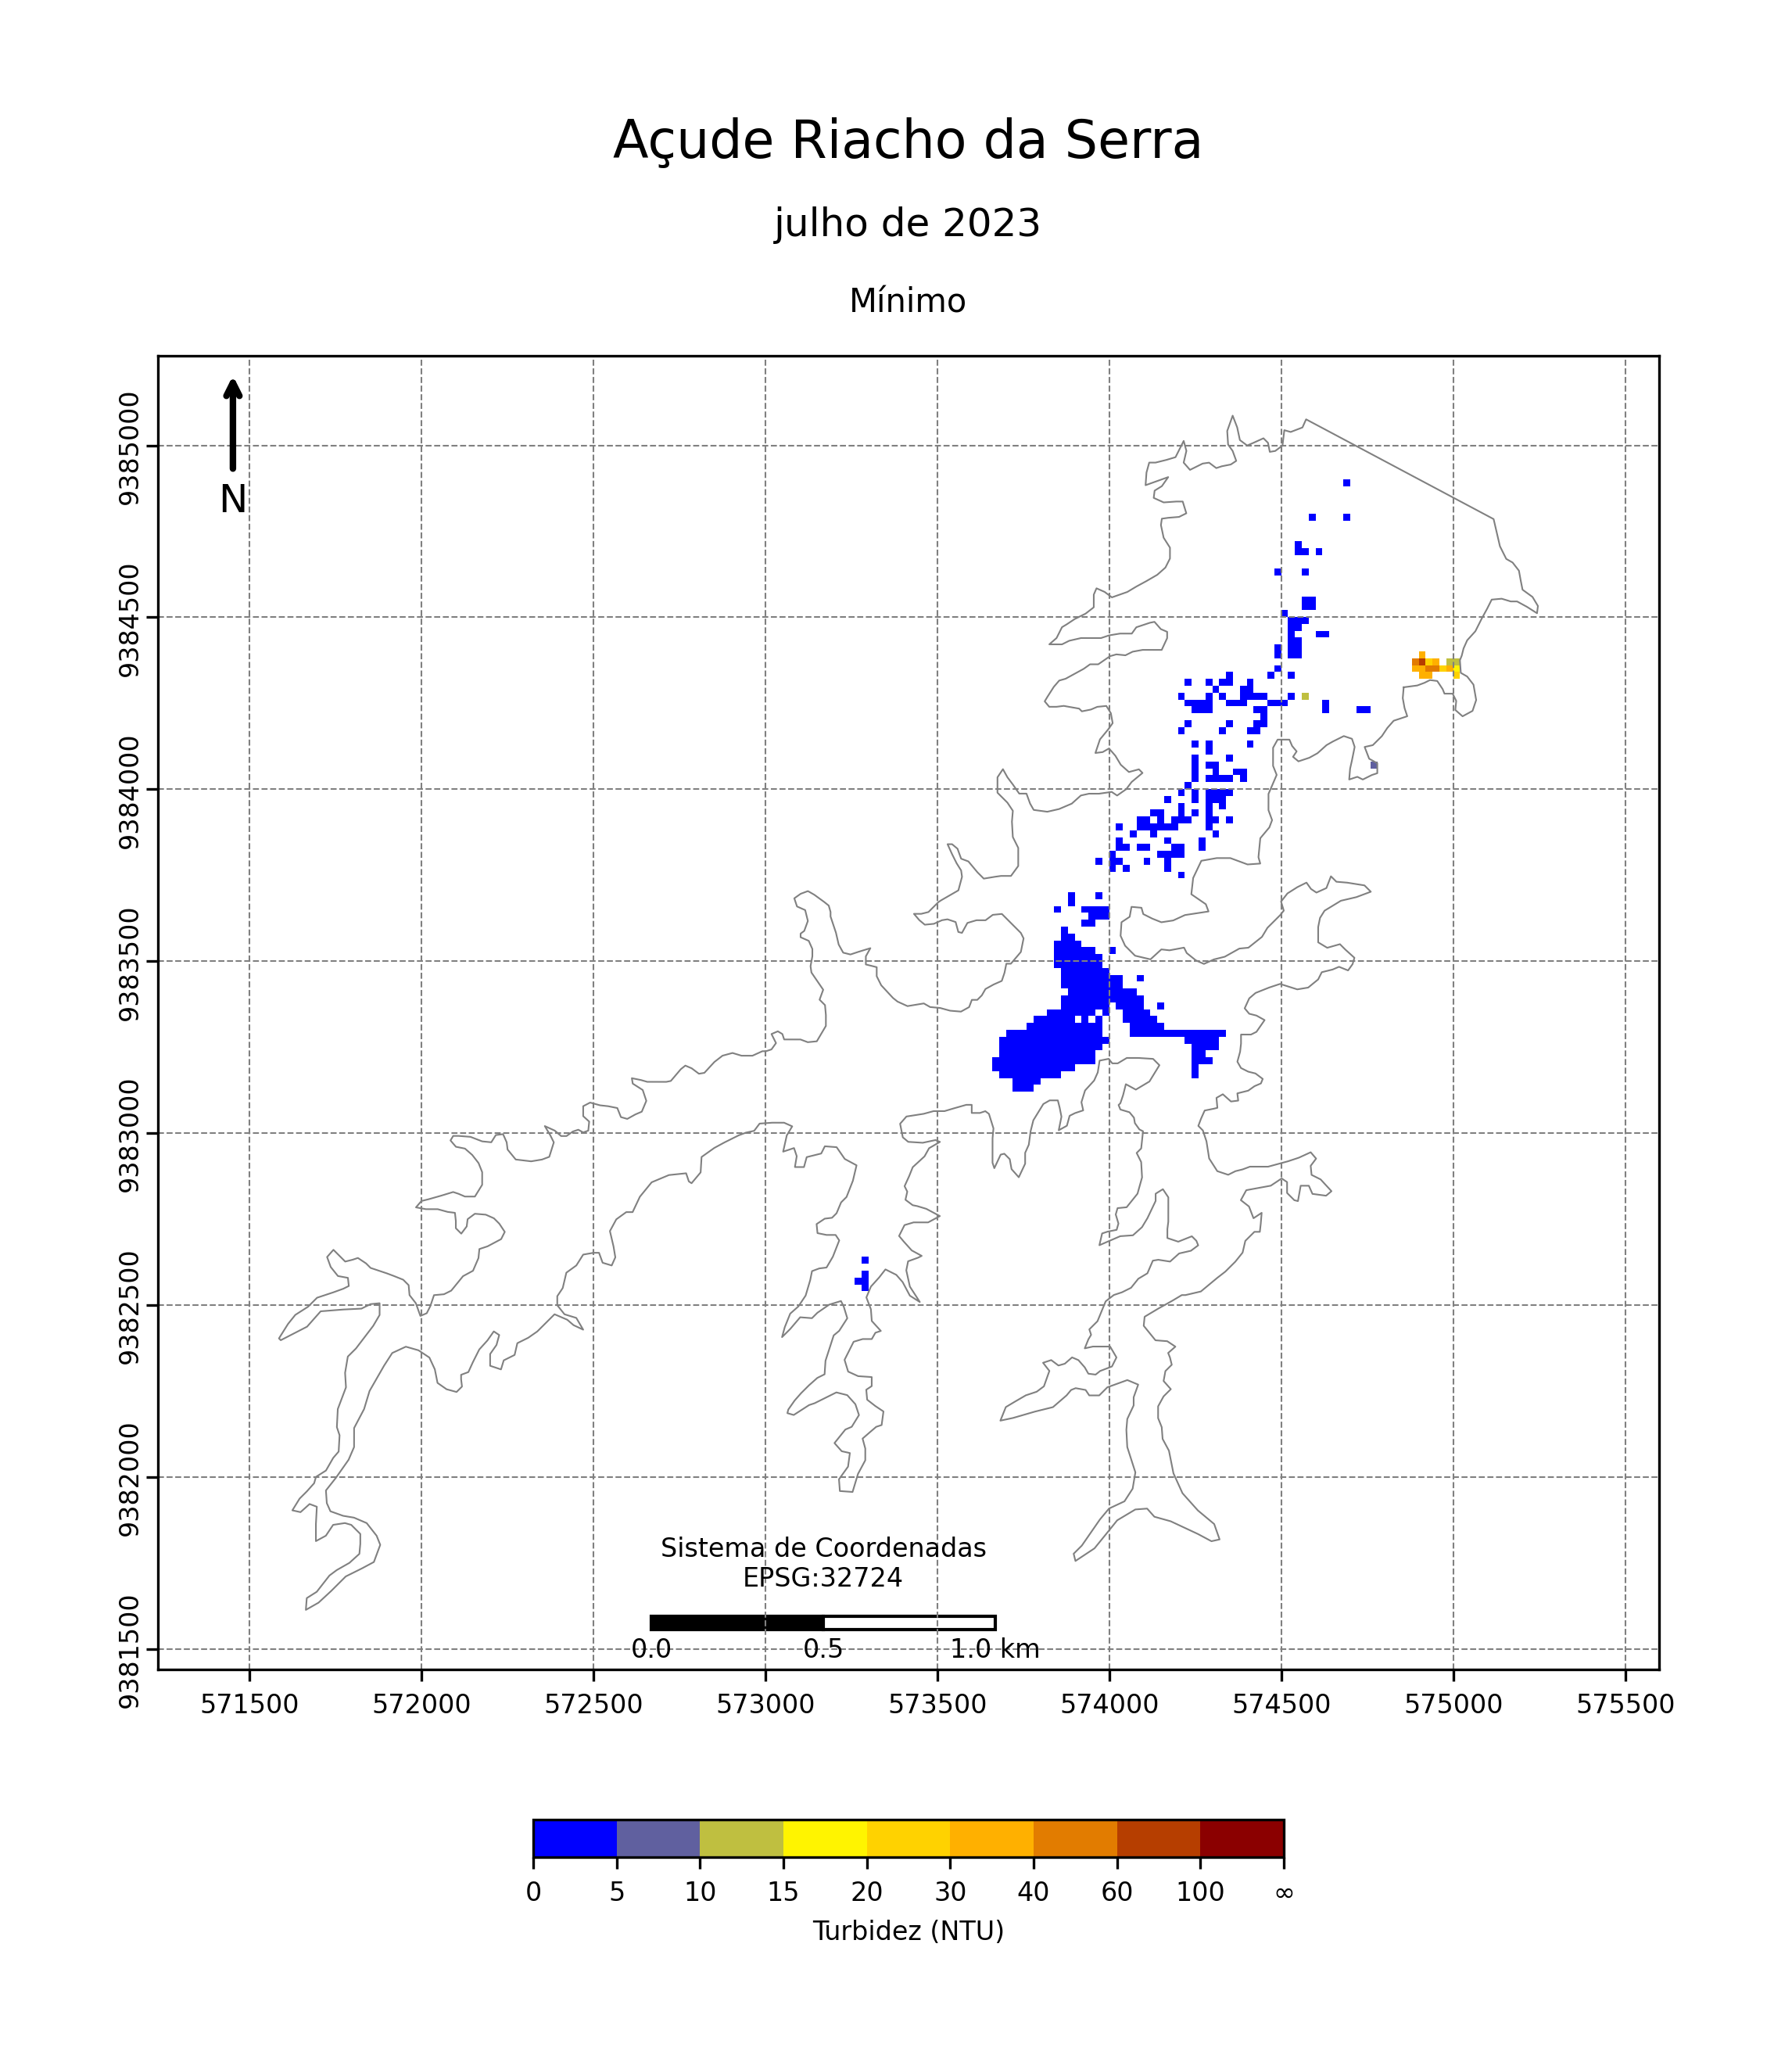 Açude Riacho da Serra
julho de 2023
Mínimo
N
9385000
9384500
9384000
9383500
9383000
9382500
9382000
9381500
Sistema de Coordenadas
EPSG:32724
0.0 0.5 1.0 km
571500 572000 572500 573000 573500 574000 574500 575000 575500
0 5 10 15 20 30 40 60 100 ∞
Turbidez (NTU)